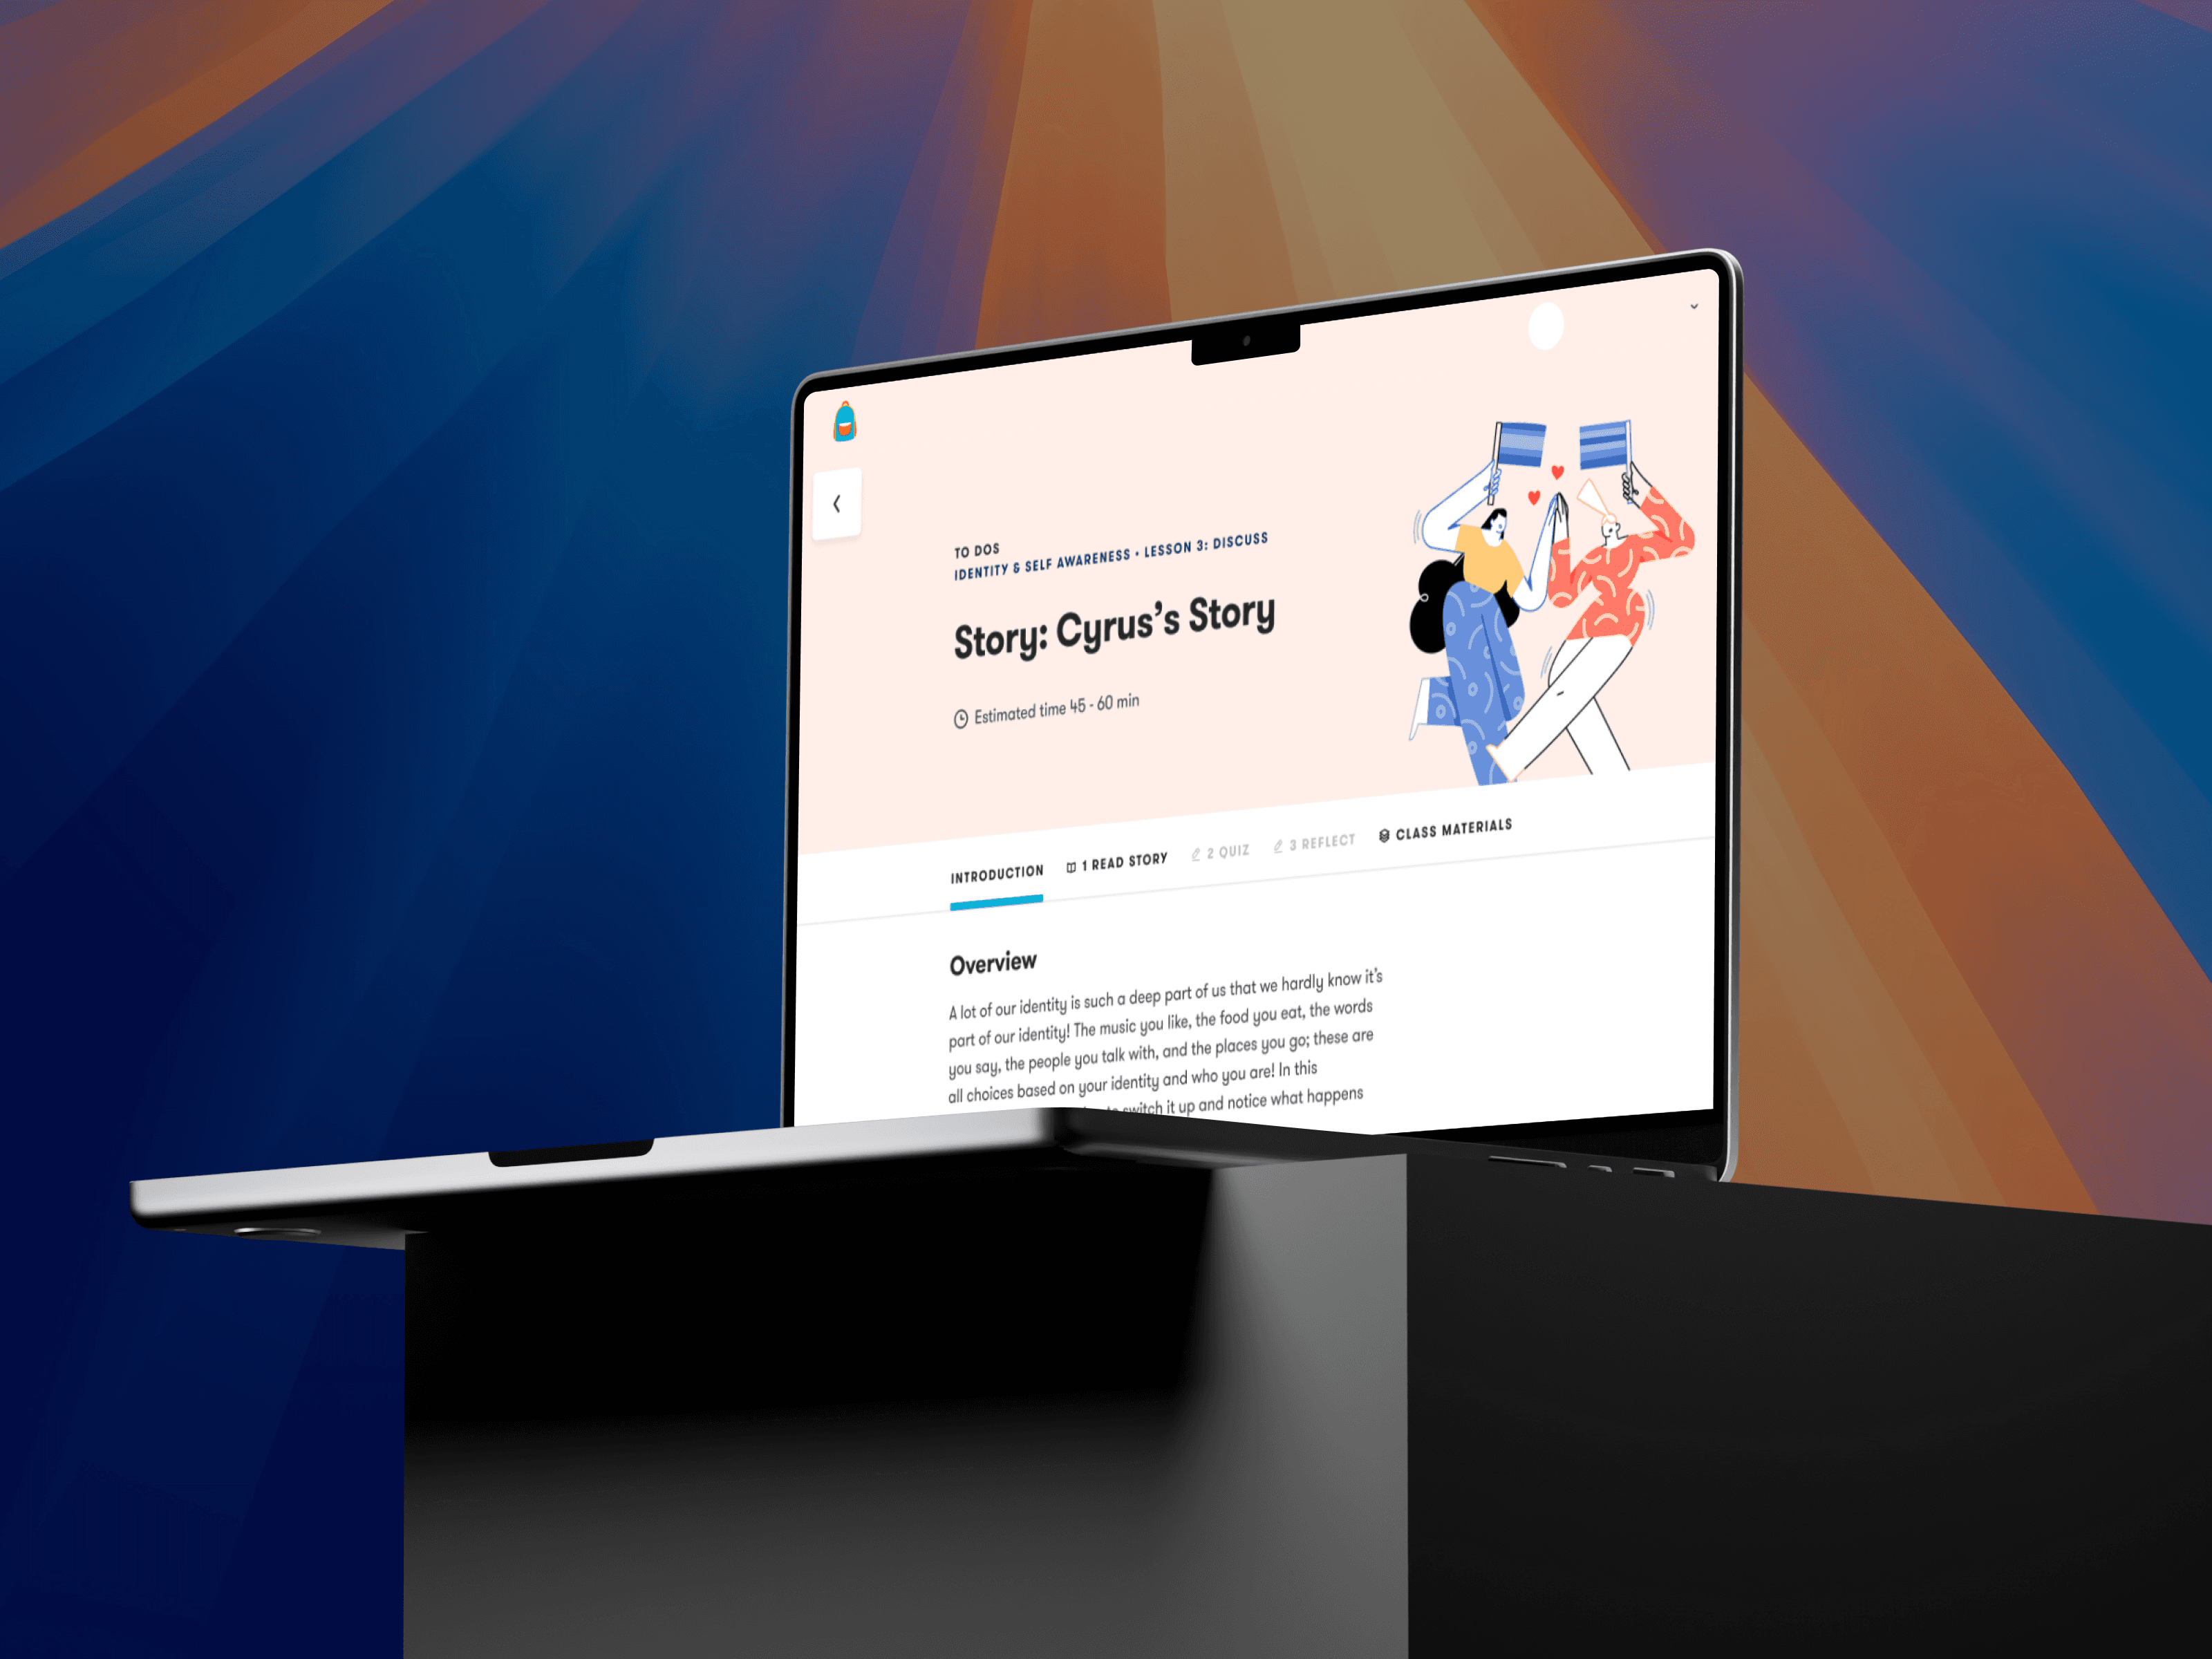 TO DOS
IDENTITY & SELF AWARENESS • LESSON 3: DISCUSS
Story: Cyrus’s Story
Estimated time 45 - 60 min
INTRODUCTION 1 READ STORY 2 QUIZ 3 REFLECT CLASS MATERIALS
Overview
A lot of our identity is such a deep part of us that we hardly know it’s
part of our identity! The music you like, the food you eat, the words
you say, the people you talk with, and the places you go; these are
all choices based on your identity and who you are! In this
switch it up and notice what happens